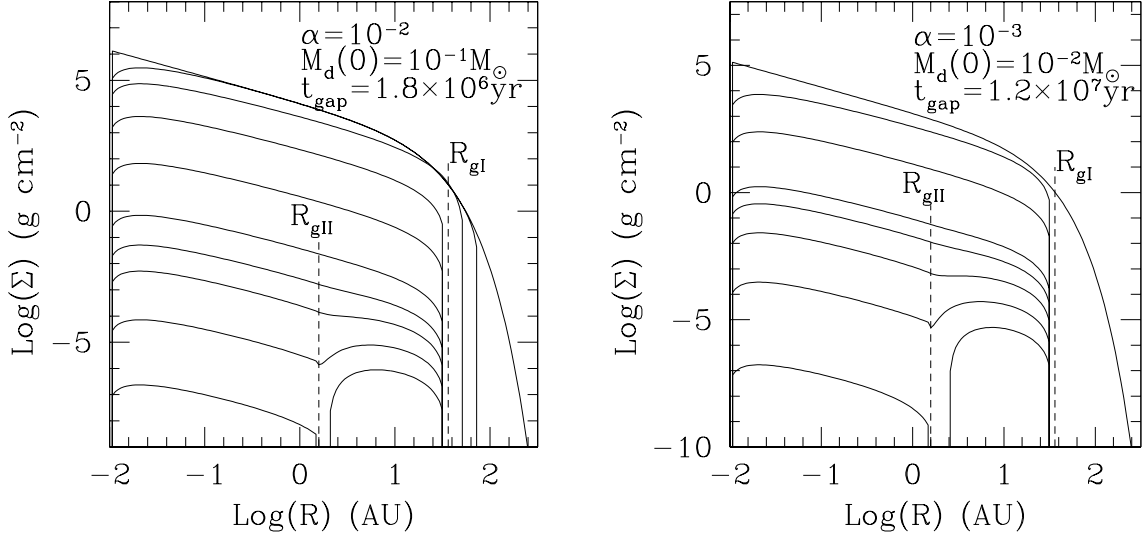 α=10⁻²
M_d(0)=10⁻¹M_⊙
t_gap=1.8×10⁶yr
R_gI
R_gII
5
0
−5
Log(Σ) (g cm⁻²)
−2 −1 0 1 2
Log(R) (AU)
α=10⁻³
M_d(0)=10⁻²M_⊙
t_gap=1.2×10⁷yr
R_gI
R_gII
5
0
−5
−10
Log(Σ) (g cm⁻²)
−2 −1 0 1 2
Log(R) (AU)